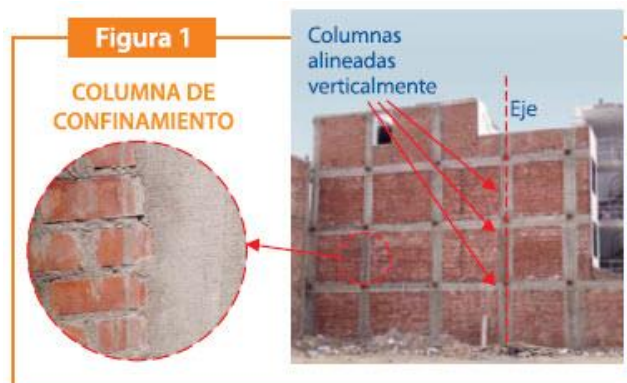 Figura 1
COLUMNA DE
CONFINAMIENTO
Columnas
alineadas
verticalmente
Eje